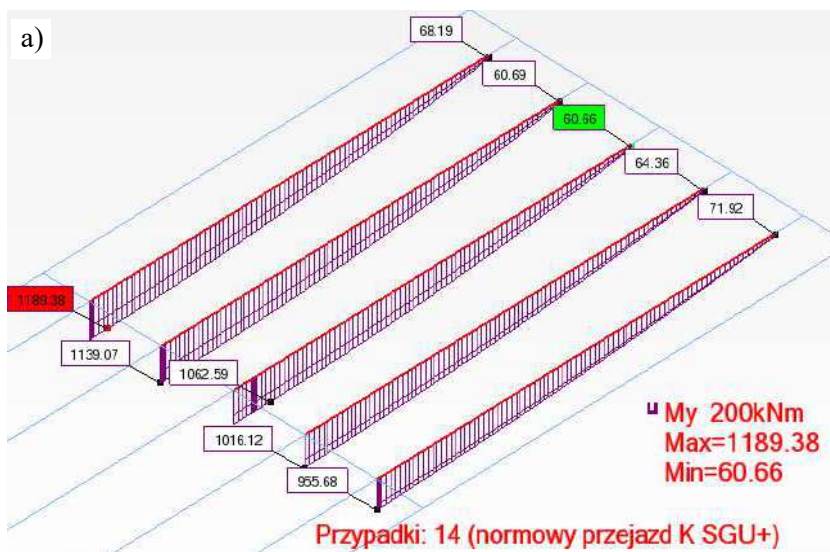 a)
68.19
60.69
60.66
64.36
71.92
1189.38
1139.07
1062.59
1016.12
955.68
My 200kNm
Max=1189.38
Min=60.66
Przypadki: 14 (normowy przejazd K SGU+)